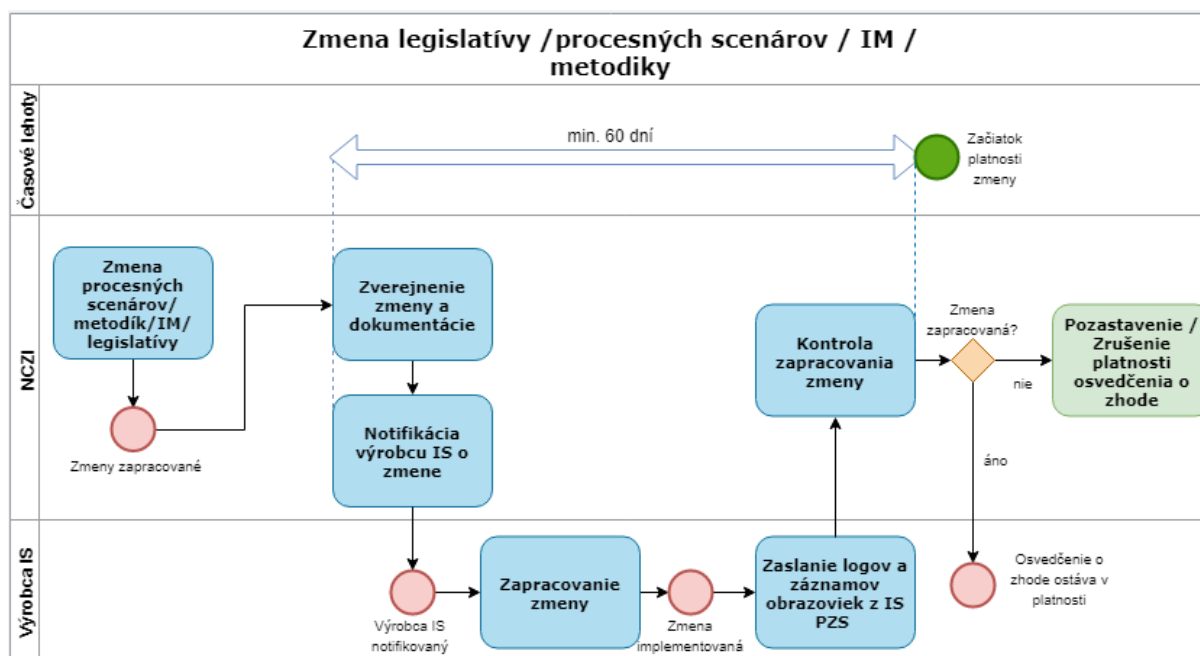 Zmena legislatívy /procesných scenárov / IM /
metodiky
Časové lehoty
min. 60 dní
Začiatok
platnosti
zmeny
NCZI
Zmena
procesných
scenárov/
metodík/IM/
legislatívy
Zmeny zapracované
Zverejnenie
zmeny a
dokumentácie
Notifikácia
výrobcu IS o
zmene
Kontrola
zapracovania
zmeny
Zmena
zapracovaná?
nie
áno
Pozastavenie /
Zrušenie
platnosti
osvedčenia o
zhode
Výrobca IS
Výrobca IS
notifikovaný
Zapracovanie
zmeny
Zmena
implementovaná
Zaslanie logov a
záznamov
obrazoviek z IS
PZS
Osvedčenie o
zhode ostáva v
platnosti